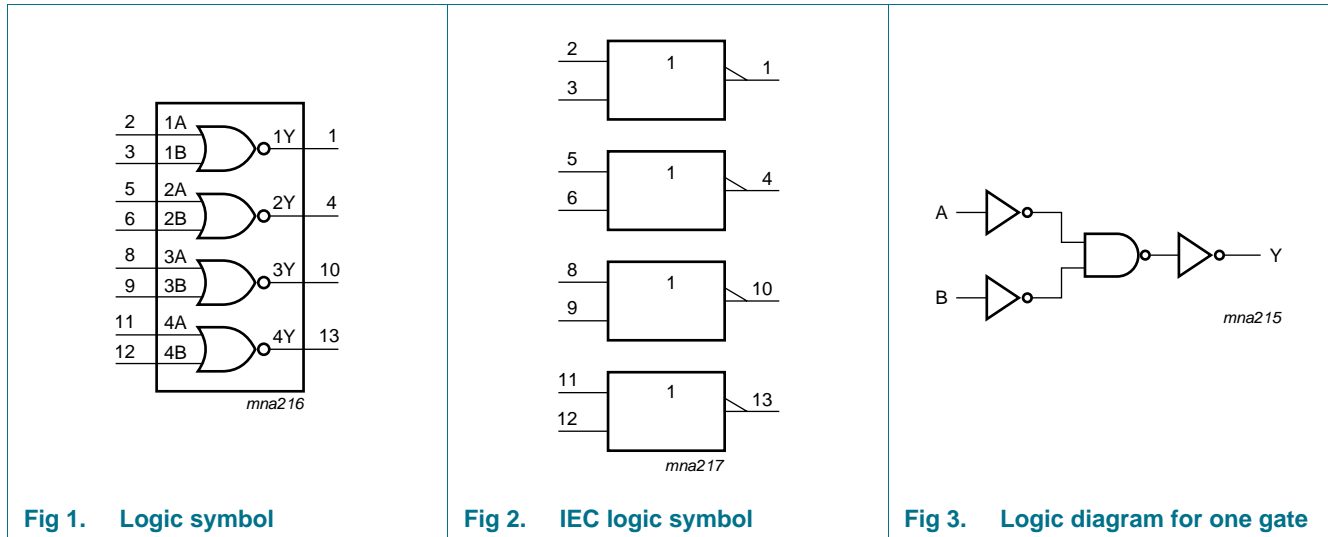 2 1A 1Y 1
3 1B
5 2A 2Y 4
6 2B
8 3A 3Y 10
9 3B
11 4A 4Y 13
12 4B
mna216
Fig 1. Logic symbol
2 1 1
3
5 1 4
6
8 1 10
9
11 1 13
12
mna217
Fig 2. IEC logic symbol
A
B
Y
mna215
Fig 3. Logic diagram for one gate